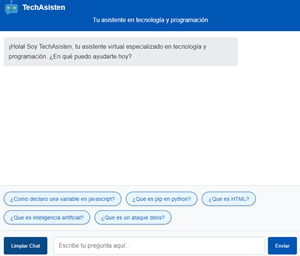 TechAsisten
Tu asistente en tecnología y programación
¡Hola! Soy TechAsisten, tu asistente virtual especializado en tecnología y
programación. ¿En qué puedo ayudarte hoy?
¿Como declaro una variable en javascript? ¿Que es pip en python? ¿Que es HTML?
¿Que es inteligencia artificial? ¿Que es un ataque ddos?
Limpiar Chat Escribe tu pregunta aquí... Enviar